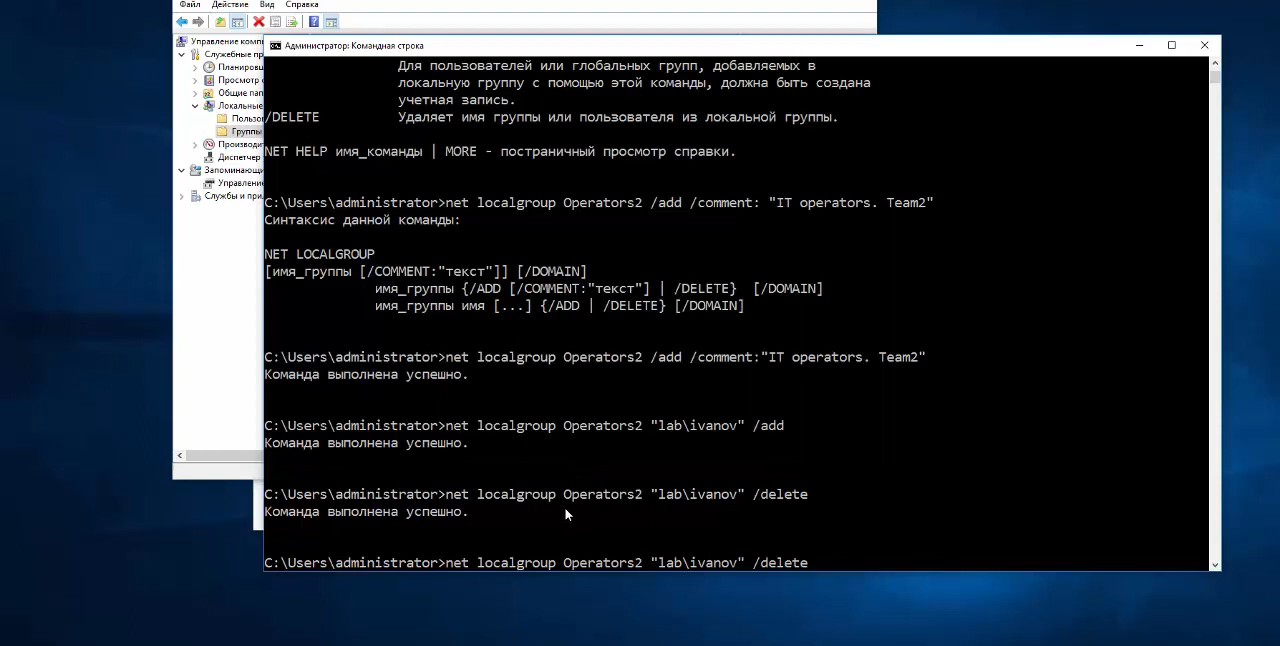 Файл Действие Вид Справка
Управление комп
Служебные пр
Планировщ
Просмотр с
Общие пап
Локальные
Пользо
Группы
Производи
Диспетчер
Запоминающи
Управление
Службы и при
Администратор: Командная строка
Для пользователей или глобальных групп, добавляемых в
локальную группу с помощью этой команды, должна быть создана
учетная запись.
/DELETE Удаляет имя группы или пользователя из локальной группы.
NET HELP имя_команды | MORE - постраничный просмотр справки.
C:\Users\administrator>net localgroup Operators2 /add /comment: "IT operators. Team2"
Синтаксис данной команды:
NET LOCALGROUP
[имя_группы [/COMMENT:"текст"]] [/DOMAIN]
имя_группы {/ADD [/COMMENT:"текст"] | /DELETE} [/DOMAIN]
имя_группы имя [...] {/ADD | /DELETE} [/DOMAIN]
C:\Users\administrator>net localgroup Operators2 /add /comment:"IT operators. Team2"
Команда выполнена успешно.
C:\Users\administrator>net localgroup Operators2 "lab\ivanov" /add
Команда выполнена успешно.
C:\Users\administrator>net localgroup Operators2 "lab\ivanov" /delete
Команда выполнена успешно.
C:\Users\administrator>net localgroup Operators2 "lab\ivanov" /delete